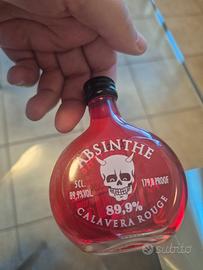 ABSINTHE
5CL.
89,9%VOL
179,8 PROOF
89,9%
CALAVERA ROUGE
subito